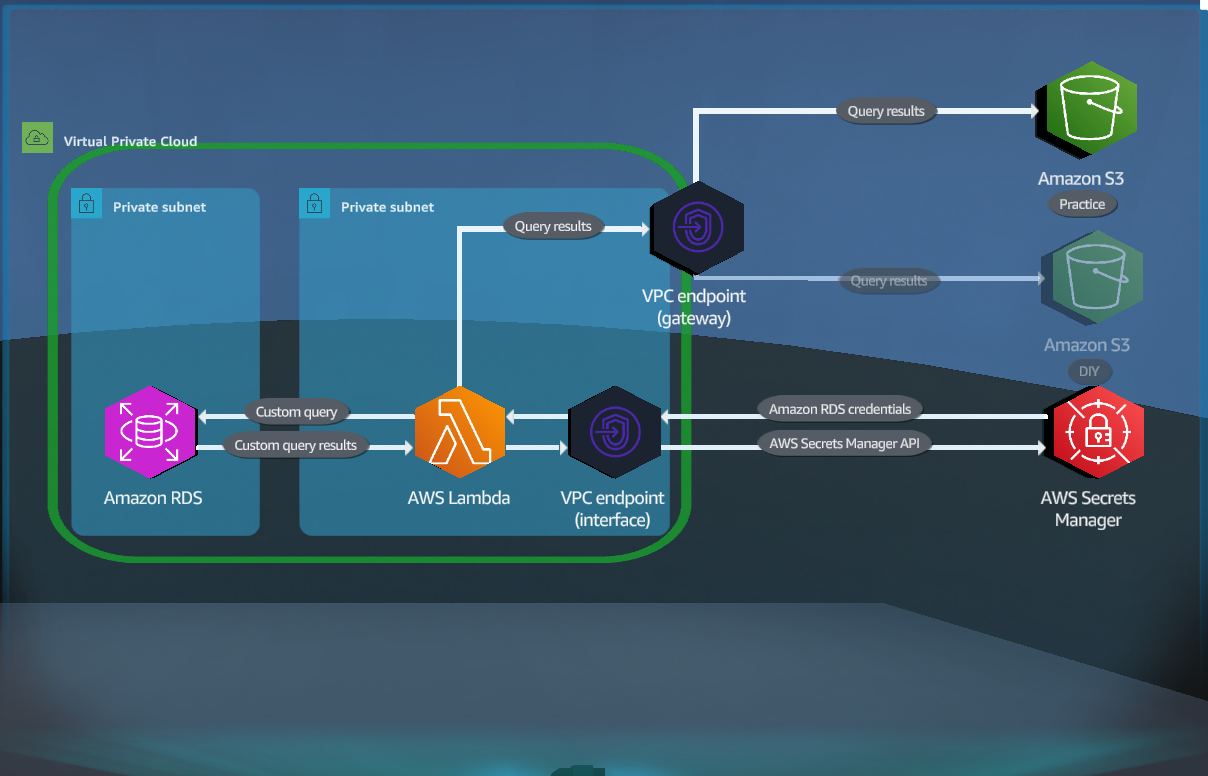 Query results
Amazon S3
Practice
Virtual Private Cloud
Private subnet
Private subnet
Query results
VPC endpoint
(gateway)
Query results
Amazon S3
DIY
Custom query
Custom query results
Amazon RDS credentials
AWS Secrets Manager API
Amazon RDS
AWS Lambda
VPC endpoint
(interface)
AWS Secrets
Manager